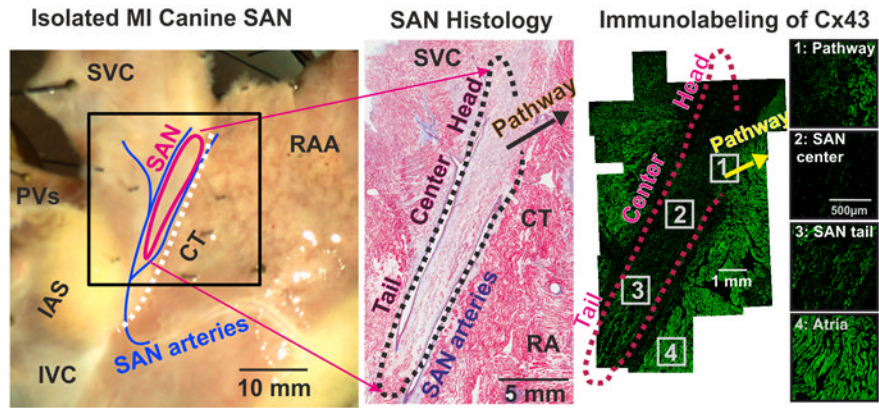 Isolated MI Canine SAN
SVC
SAN
RAA
PVs
CT
IAS
SAN arteries
IVC
10 mm
SAN Histology
SVC
Head
Pathway
Center
CT
Tail
SAN arteries
RA
5 mm
Immunolabeling of Cx43
Head
Pathway
Center
1
2
1 mm
3
Tail
4
1: Pathway
2: SAN
center
500µm
3: SAN tail
4: Atria